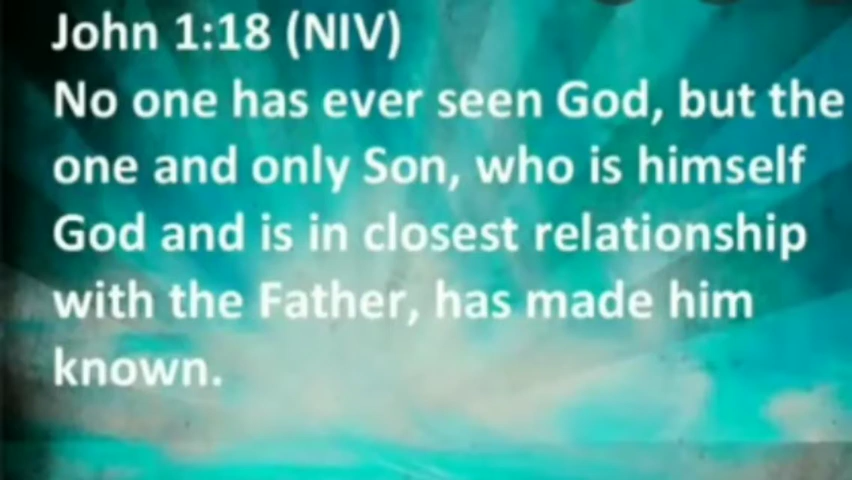 John 1:18 (NIV)
No one has ever seen God, but the
one and only Son, who is himself
God and is in closest relationship
with the Father, has made him
known.